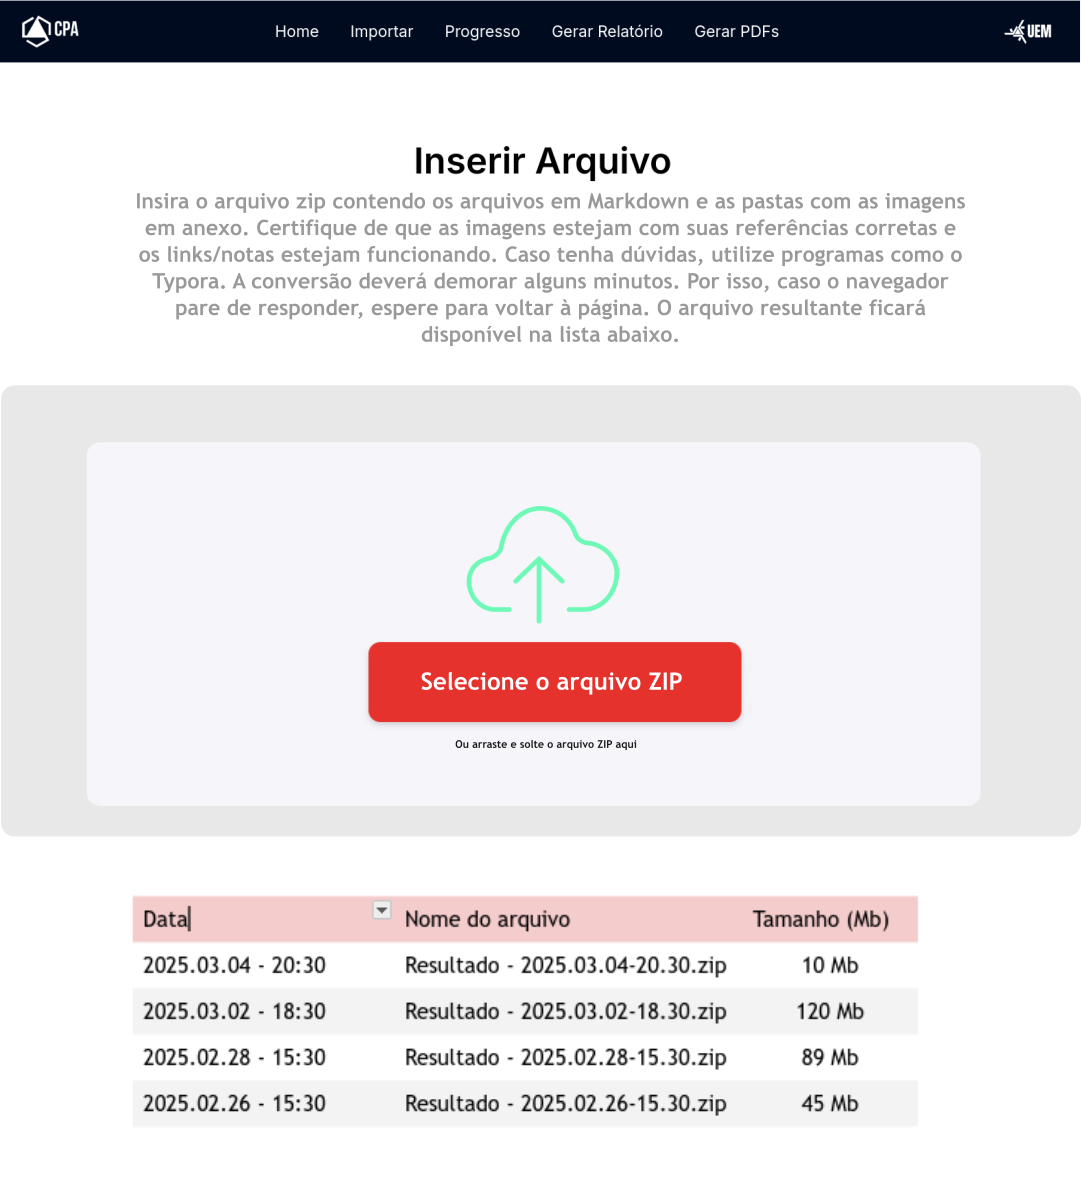 CPA Home Importar Progresso Gerar Relatório Gerar PDFs UEM
Inserir Arquivo
Insira o arquivo zip contendo os arquivos em Markdown e as pastas com as imagens
em anexo. Certifique de que as imagens estejam com suas referências corretas e
os links/notas estejam funcionando. Caso tenha dúvidas, utilize programas como o
Typora. A conversão deverá demorar alguns minutos. Por isso, caso o navegador
pare de responder, espere para voltar à página. O arquivo resultante ficará
disponível na lista abaixo.
Selecione o arquivo ZIP
Ou arraste e solte o arquivo ZIP aqui
Data Nome do arquivo Tamanho (Mb)
2025.03.04 - 20:30 Resultado - 2025.03.04-20.30.zip 10 Mb
2025.03.02 - 18:30 Resultado - 2025.03.02-18.30.zip 120 Mb
2025.02.28 - 15:30 Resultado - 2025.02.28-15.30.zip 89 Mb
2025.02.26 - 15:30 Resultado - 2025.02.26-15.30.zip 45 Mb